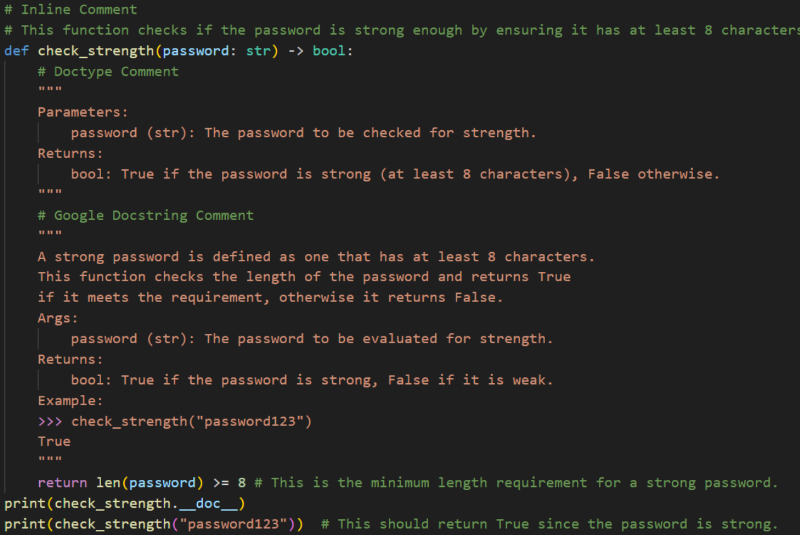 # Inline Comment
# This function checks if the password is strong enough by ensuring it has at least 8 characters
def check_strength(password: str) -> bool:
    # Doctype Comment
    """
    Parameters:
        password (str): The password to be checked for strength.
    Returns:
        bool: True if the password is strong (at least 8 characters), False otherwise.
    """
    # Google Docstring Comment
    """
    A strong password is defined as one that has at least 8 characters.
    This function checks the length of the password and returns True
    if it meets the requirement, otherwise it returns False.
    Args:
        password (str): The password to be evaluated for strength.
    Returns:
        bool: True if the password is strong, False if it is weak.
    Example:
    >>> check_strength("password123")
    True
    """
    return len(password) >= 8 # This is the minimum length requirement for a strong password.
print(check_strength.__doc__)
print(check_strength("password123"))  # This should return True since the password is strong.